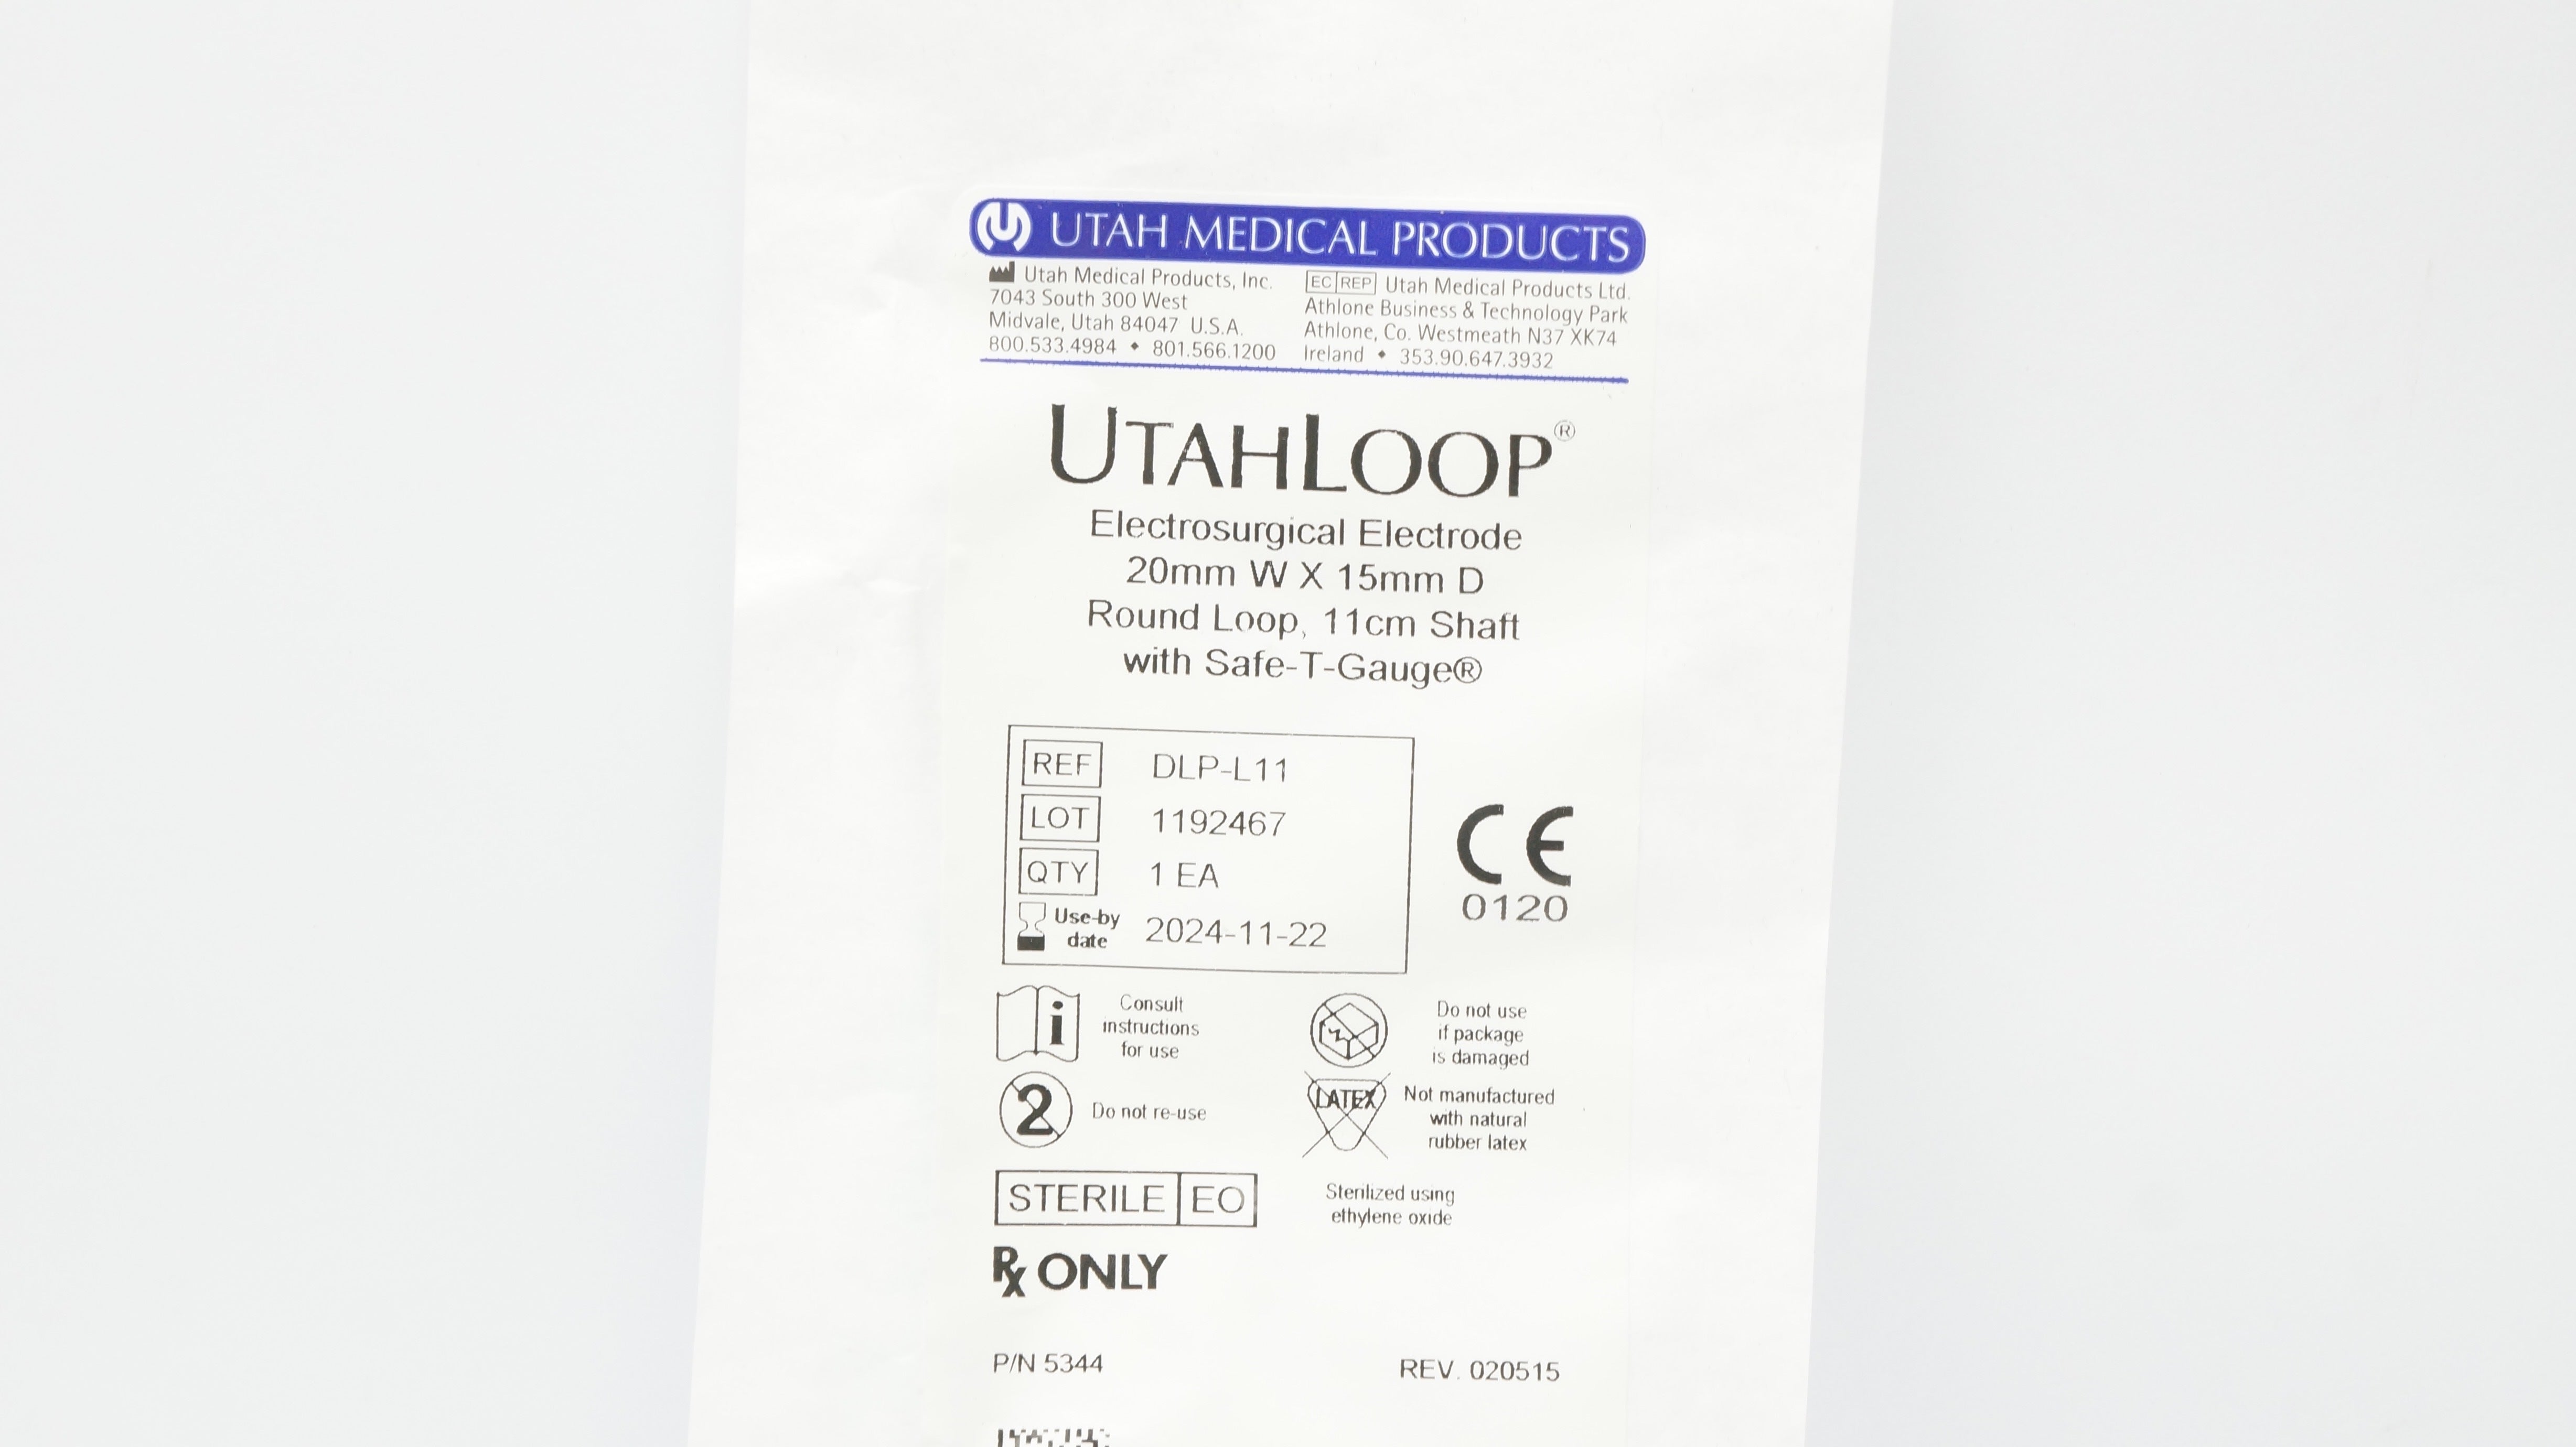 UTAH MEDICAL PRODUCTS
Utah Medical Products, Inc.
7043 South 300 West
Midvale, Utah 84047 U.S.A.
800.533.4984 ◆ 801.566.1200
EC REP Utah Medical Products Ltd.
Athlone Business & Technology Park
Athlone, Co. Westmeath N37 XK74
Ireland ◆ 353.90.647.3932
UTAHLOOP®
Electrosurgical Electrode
20mm W X 15mm D
Round Loop, 11cm Shaft
with Safe-T-Gauge®
REF DLP-L11
LOT 1192467
QTY 1 EA
Use-by
date 2024-11-22
CE
0120
Consult
instructions
for use
Do not use
if package
is damaged
2 Do not re-use
LATEX
Not manufactured
with natural
rubber latex
STERILE EO
Sterilized using
ethylene oxide
Rx ONLY
P/N 5344
REV. 020515